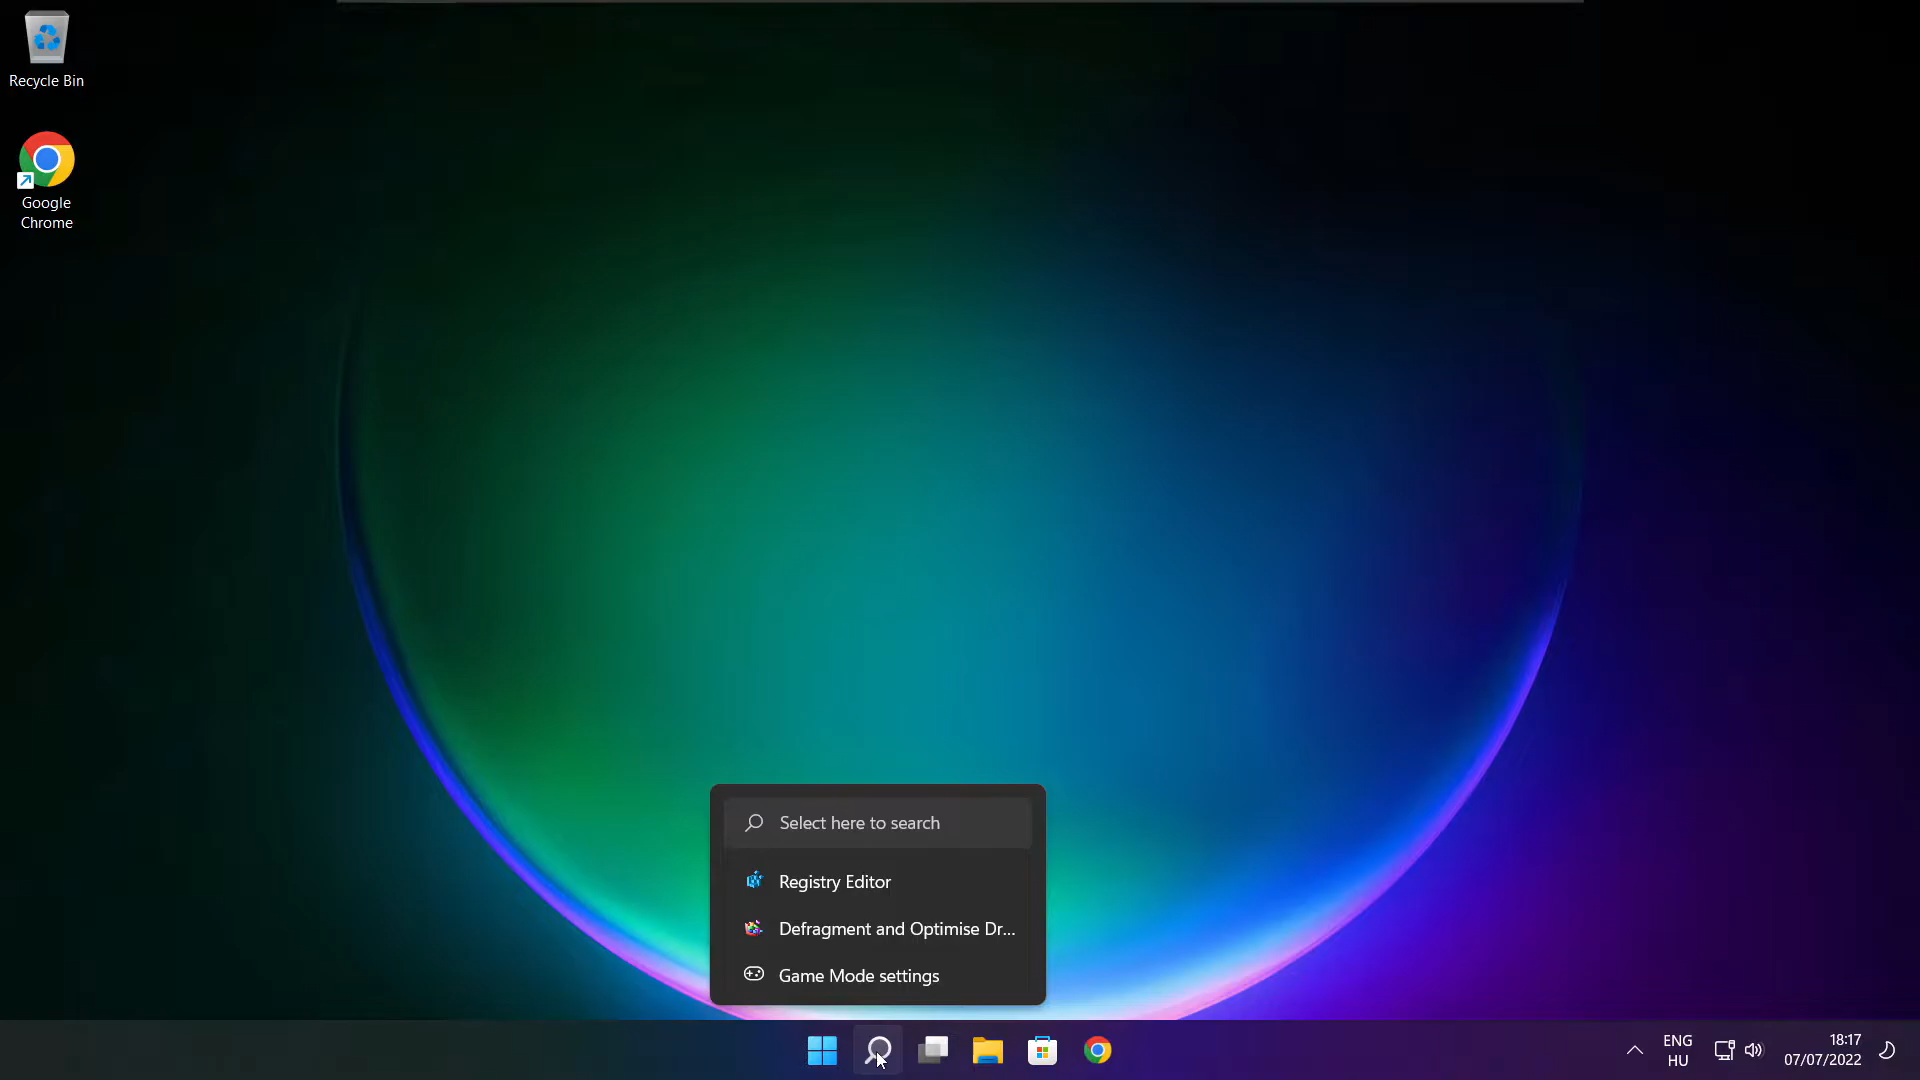 Recycle Bin
Google
Chrome
Select here to search
Registry Editor
Defragment and Optimise Dr...
Game Mode settings
ENG
HU
18:17
07/07/2022